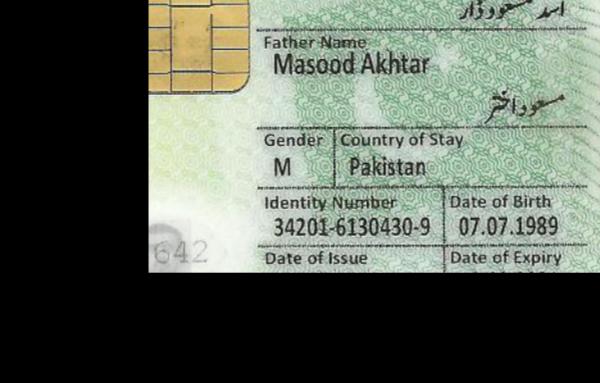 اسد مسعود ڈار
Father Name
Masood Akhtar
مسعود اختر
Gender Country of Stay
M Pakistan
Identity Number Date of Birth
34201-6130430-9 07.07.1989
642
Date of Issue Date of Expiry